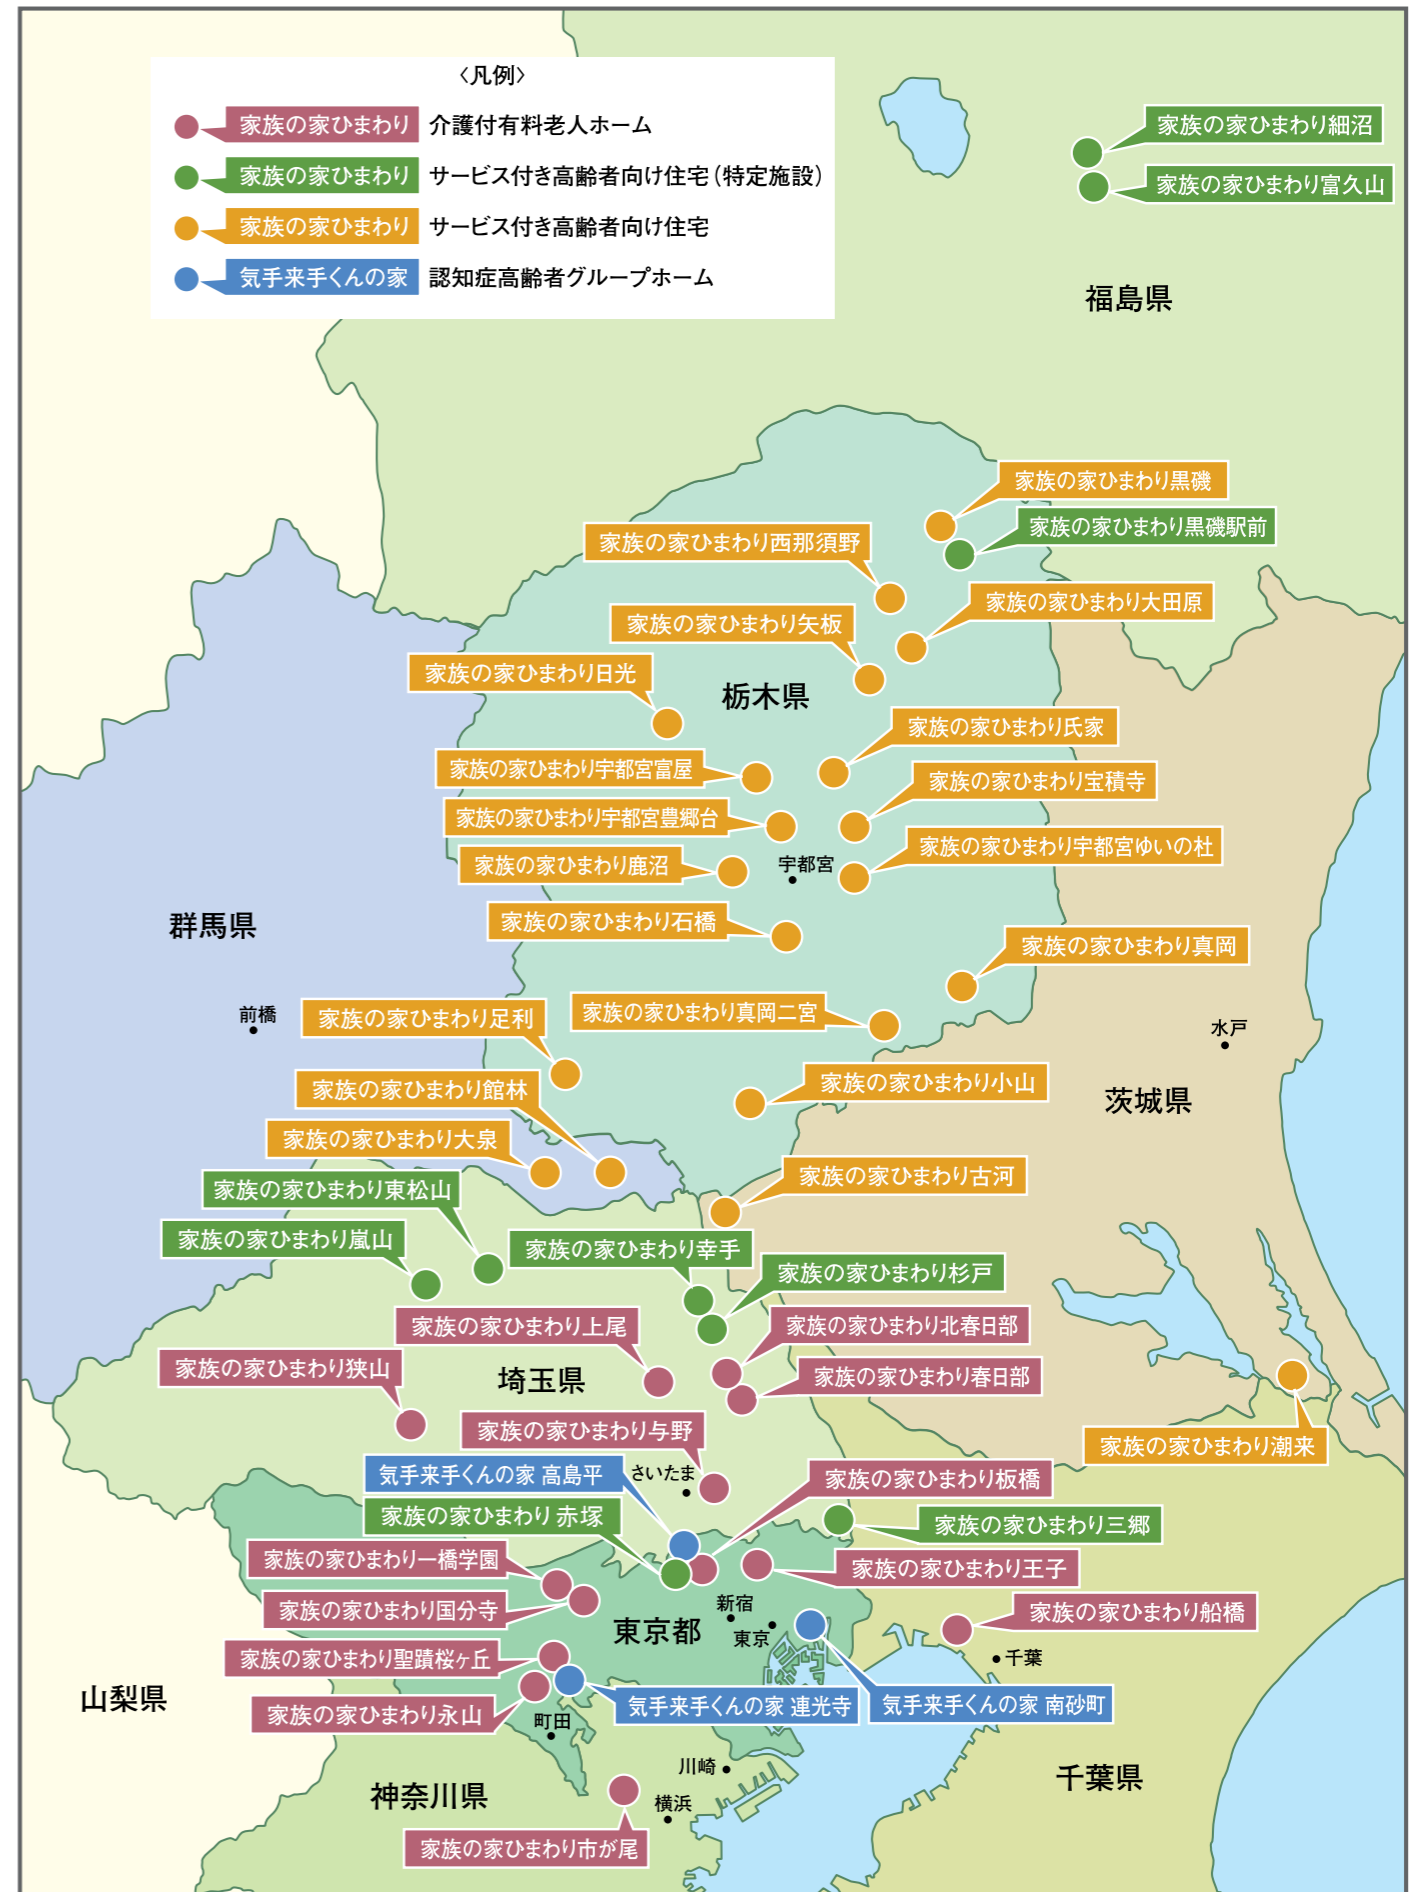 〈凡例〉
家族の家ひまわり 介護付有料老人ホーム
家族の家ひまわり サービス付き高齢者向け住宅（特定施設）
家族の家ひまわり サービス付き高齢者向け住宅
気手来手くんの家 認知症高齢者グループホーム
家族の家ひまわり細沼
家族の家ひまわり富久山
福島県
家族の家ひまわり黒磯
家族の家ひまわり黒磯駅前
家族の家ひまわり西那須野
家族の家ひまわり大田原
家族の家ひまわり矢板
家族の家ひまわり日光
栃木県
家族の家ひまわり氏家
家族の家ひまわり宇都宮富屋
家族の家ひまわり宝積寺
家族の家ひまわり宇都宮豊郷台
家族の家ひまわり宇都宮ゆいの杜
家族の家ひまわり鹿沼
宇都宮
家族の家ひまわり石橋
群馬県
家族の家ひまわり真岡
前橋
家族の家ひまわり足利
家族の家ひまわり真岡二宮
水戸
家族の家ひまわり館林
家族の家ひまわり小山
茨城県
家族の家ひまわり大泉
家族の家ひまわり古河
家族の家ひまわり東松山
家族の家ひまわり嵐山
家族の家ひまわり幸手
家族の家ひまわり杉戸
家族の家ひまわり上尾
家族の家ひまわり北春日部
家族の家ひまわり狭山
埼玉県
家族の家ひまわり春日部
家族の家ひまわり与野
家族の家ひまわり潮来
気手来手くんの家 高島平
さいたま
家族の家ひまわり板橋
家族の家ひまわり 赤塚
家族の家ひまわり三郷
家族の家ひまわり一橋学園
家族の家ひまわり王子
家族の家ひまわり国分寺
新宿
東京都
東京
家族の家ひまわり船橋
家族の家ひまわり聖蹟桜ヶ丘
千葉
山梨県
家族の家ひまわり永山
気手来手くんの家 連光寺
気手来手くんの家 南砂町
町田
川崎
千葉県
神奈川県
横浜
家族の家ひまわり市が尾